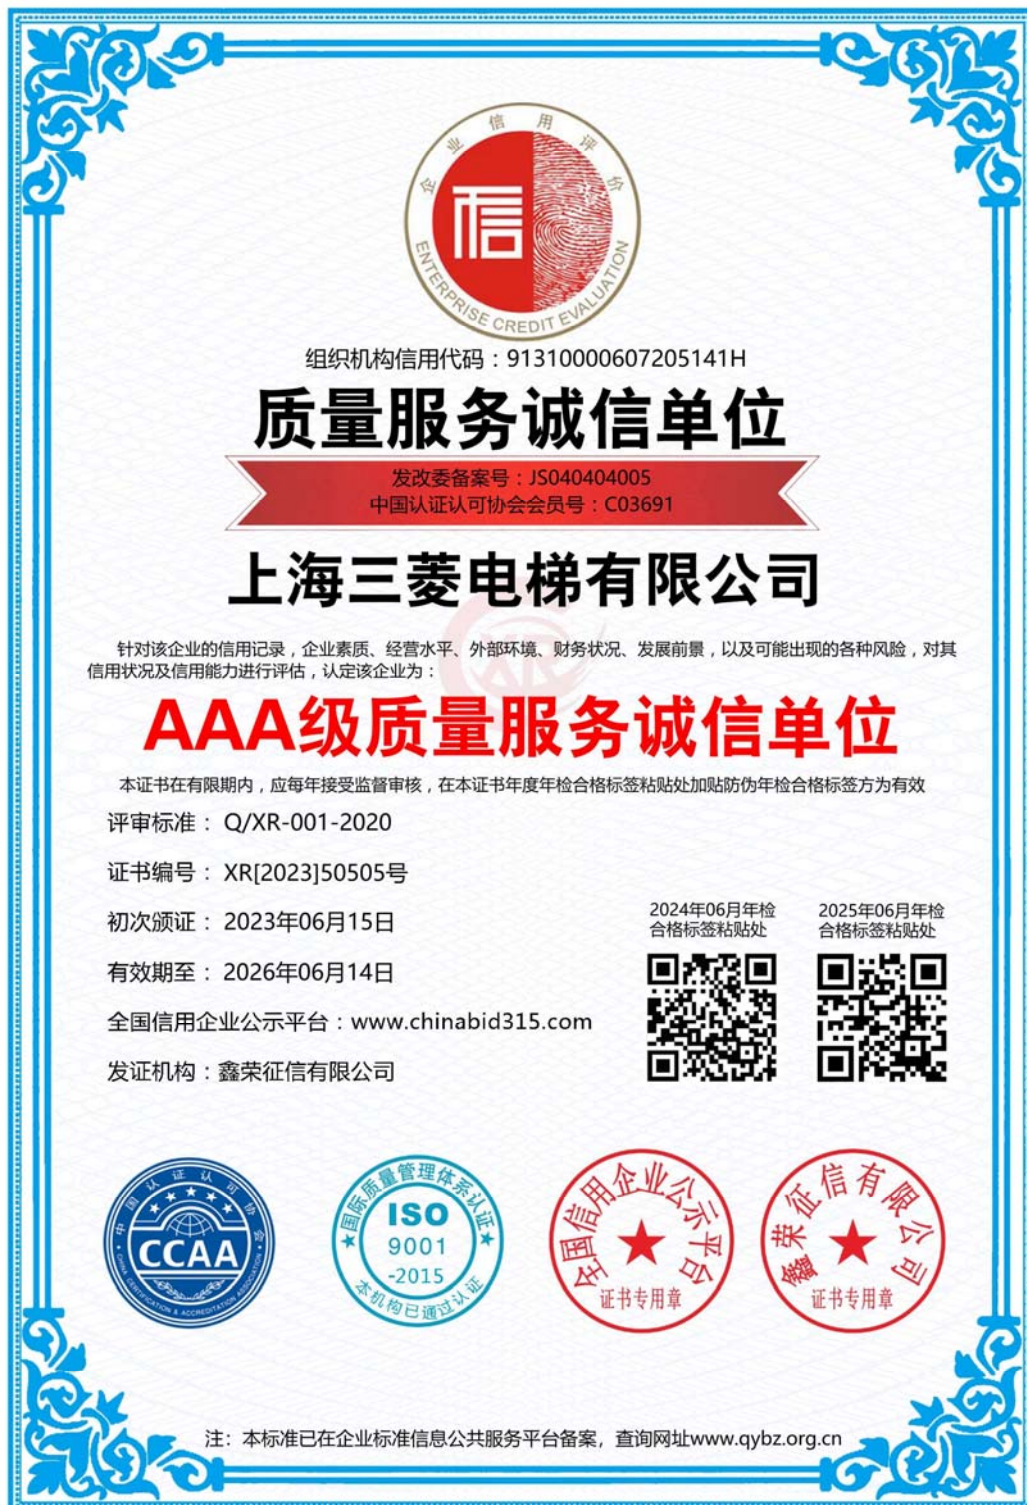 企业信用评价
信
ENTERPRISE CREDIT EVALUATION
组织机构信用代码：91310000607205141H
质量服务诚信单位
发改委备案号：JS040404005
中国认证认可协会会员号：C03691
上海三菱电梯有限公司
XR
针对该企业的信用记录，企业素质、经营水平、外部环境、财务状况、发展前景，以及可能出现的各种风险，对其
信用状况及信用能力进行评估，认定该企业为：
AAA级质量服务诚信单位
本证书在有限期内，应每年接受监督审核，在本证书年度年检合格标签粘贴处加贴防伪年检合格标签方为有效
评审标准： Q/XR-001-2020
证书编号： XR[2023]50505号
初次颁证： 2023年06月15日
有效期至： 2026年06月14日
全国信用企业公示平台：www.chinabid315.com
发证机构：鑫荣征信有限公司
2024年06月年检
合格标签粘贴处
2025年06月年检
合格标签粘贴处
中国认证认可协会
CCAA
CHINA CERTIFICATION & ACCREDITATION ASSOCIATION
国际质量管理体系认证
ISO
9001
-2015
本机构已通过认证
全国信用企业公示平台
证书专用章
鑫荣征信有限公司
证书专用章
注：本标准已在企业标准信息公共服务平台备案，查询网址www.qybz.org.cn